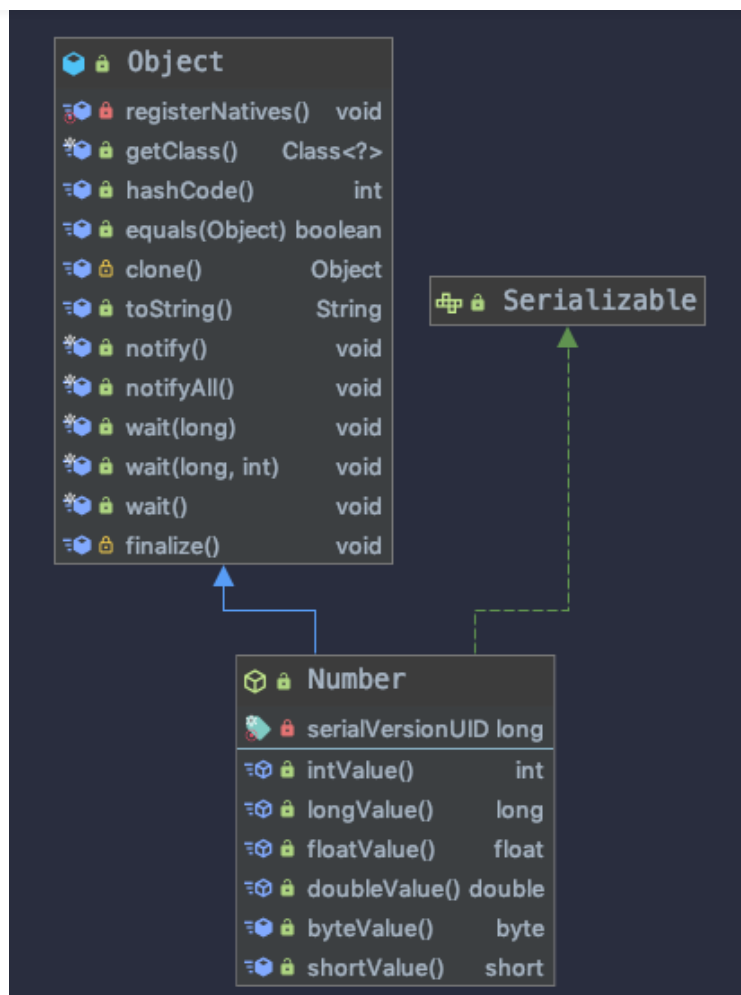 Object
registerNatives() void
getClass() Class<?>
hashCode() int
equals(Object) boolean
clone() Object
toString() String
notify() void
notifyAll() void
wait(long) void
wait(long, int) void
wait() void
finalize() void
Serializable
Number
serialVersionUID long
intValue() int
longValue() long
floatValue() float
doubleValue() double
byteValue() byte
shortValue() short